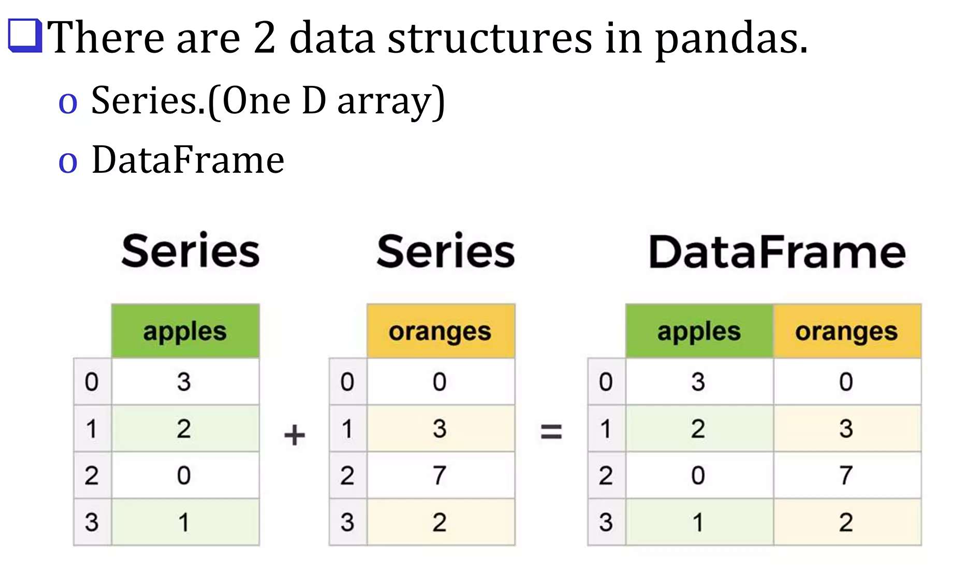 There are 2 data structures in pandas.
o Series.(One D array)
o DataFrame
Series Series DataFrame
apples oranges apples oranges
0 3 0 0 0 3 0
1 2 + 1 3 = 1 2 3
2 0 2 7 2 0 7
3 1 3 2 3 1 2